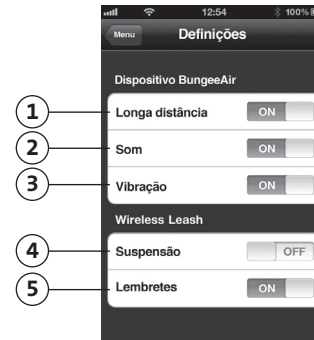 12:54 100%
Menu Definições
Dispositivo BungeeAir
1 Longa distância ON
2 Som ON
3 Vibração ON
Wireless Leash
4 Suspensão OFF
5 Lembretes ON